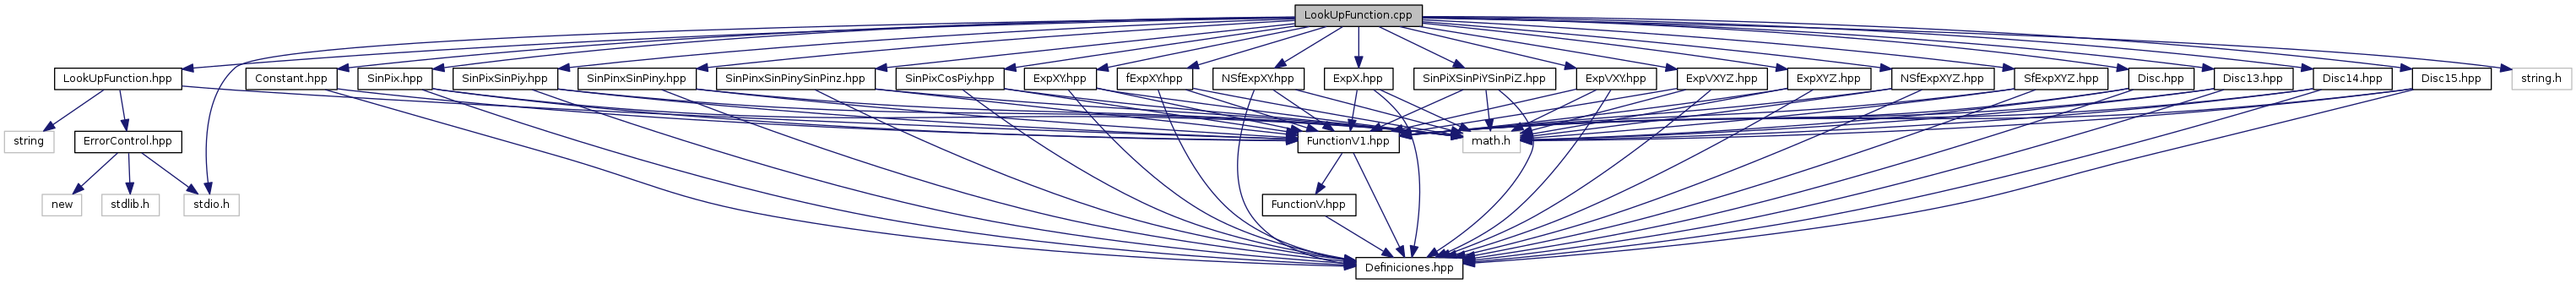 LookUpFunction.cpp
LookUpFunction.hpp
Constant.hpp
SinPix.hpp
SinPixSinPiy.hpp
SinPinxSinPiny.hpp
SinPinxSinPinySinPinz.hpp
SinPixCosPiy.hpp
ExpXY.hpp
fExpXY.hpp
NSfExpXY.hpp
ExpX.hpp
SinPiXSinPiYSinPiZ.hpp
ExpVXY.hpp
ExpVXYZ.hpp
ExpXYZ.hpp
NSfExpXYZ.hpp
SfExpXYZ.hpp
Disc.hpp
Disc13.hpp
Disc14.hpp
Disc15.hpp
string.h
string
ErrorControl.hpp
FunctionV1.hpp
math.h
new
stdlib.h
stdio.h
FunctionV.hpp
Definiciones.hpp